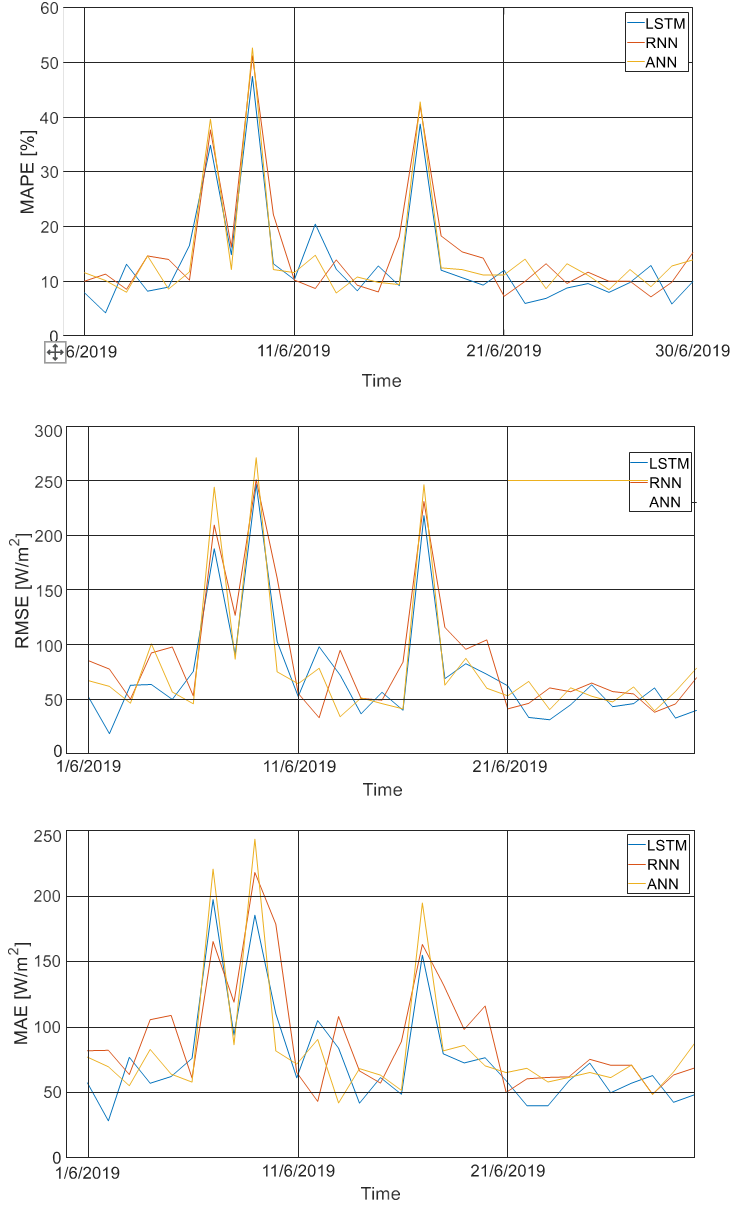 60
LSTM
RNN
ANN
50
40
MAPE [%]
30
20
10
0
6/2019
11/6/2019
21/6/2019
30/6/2019
Time
300
LSTM
RNN
ANN
250
200
RMSE [W/m²]
150
100
50
0
1/6/2019
11/6/2019
21/6/2019
Time
250
LSTM
RNN
ANN
200
150
MAE [W/m²]
100
50
0
1/6/2019
11/6/2019
21/6/2019
Time